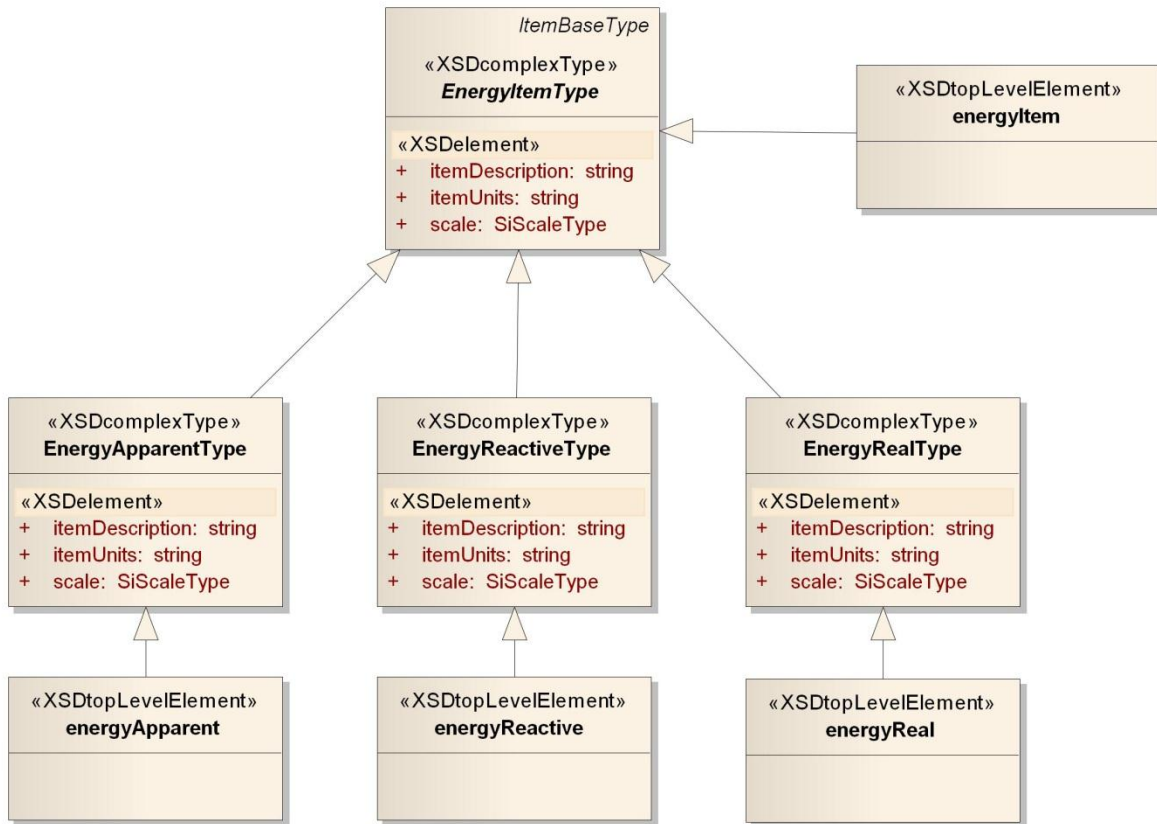 ItemBaseType
«XSDcomplexType»
EnergyItemType
«XSDelement»
+ itemDescription: string
+ itemUnits: string
+ scale: SiScaleType
«XSDtopLevelElement»
energyItem
«XSDcomplexType»
EnergyApparentType
«XSDelement»
+ itemDescription: string
+ itemUnits: string
+ scale: SiScaleType
«XSDcomplexType»
EnergyReactiveType
«XSDelement»
+ itemDescription: string
+ itemUnits: string
+ scale: SiScaleType
«XSDcomplexType»
EnergyRealType
«XSDelement»
+ itemDescription: string
+ itemUnits: string
+ scale: SiScaleType
«XSDtopLevelElement»
energyApparent
«XSDtopLevelElement»
energyReactive
«XSDtopLevelElement»
energyReal